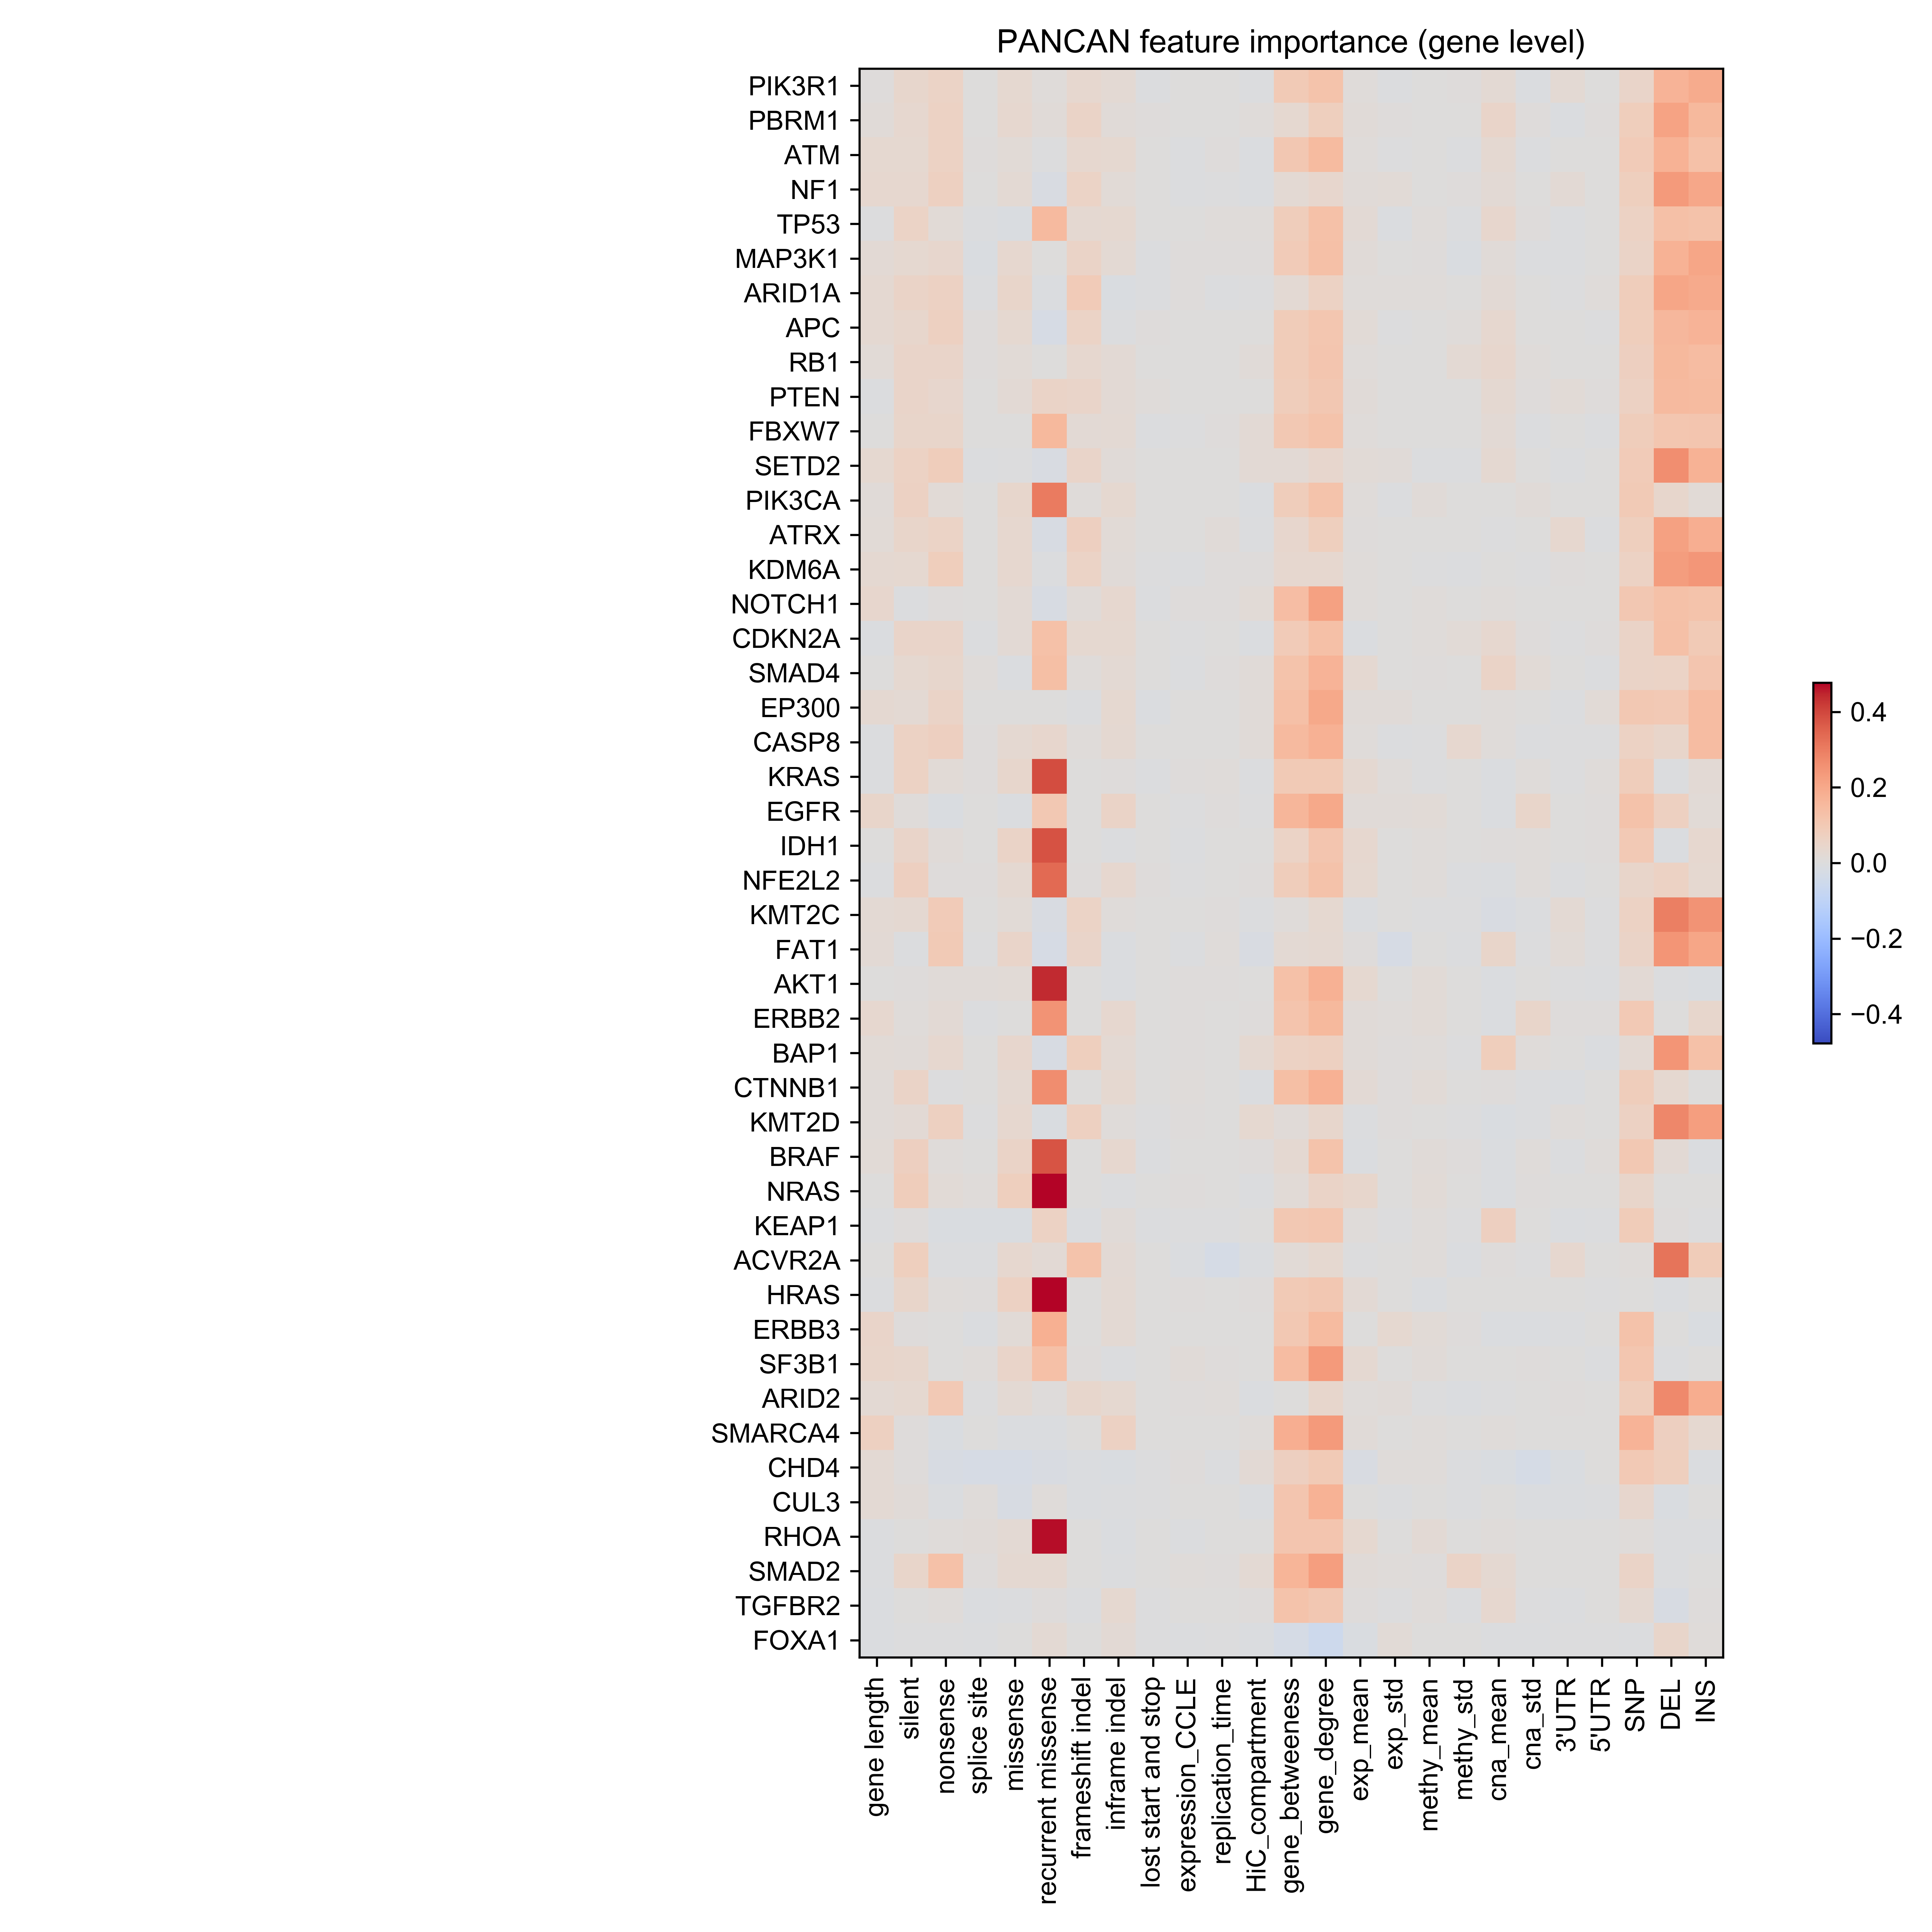 PANCAN feature importance (gene level)
PIK3R1
PBRM1
ATM
NF1
TP53
MAP3K1
ARID1A
APC
RB1
PTEN
FBXW7
SETD2
PIK3CA
ATRX
KDM6A
NOTCH1
CDKN2A
SMAD4
EP300
CASP8
KRAS
EGFR
IDH1
NFE2L2
KMT2C
FAT1
AKT1
ERBB2
BAP1
CTNNB1
KMT2D
BRAF
NRAS
KEAP1
ACVR2A
HRAS
ERBB3
SF3B1
ARID2
SMARCA4
CHD4
CUL3
RHOA
SMAD2
TGFBR2
FOXA1
gene length
silent
nonsense
splice site
missense
recurrent missense
frameshift indel
inframe indel
lost start and stop
expression_CCLE
replication_time
HiC_compartment
gene_betweeness
gene_degree
exp_mean
exp_std
methy_mean
methy_std
cna_mean
cna_std
3'UTR
5'UTR
SNP
DEL
INS
0.4
0.2
0.0
−0.2
−0.4